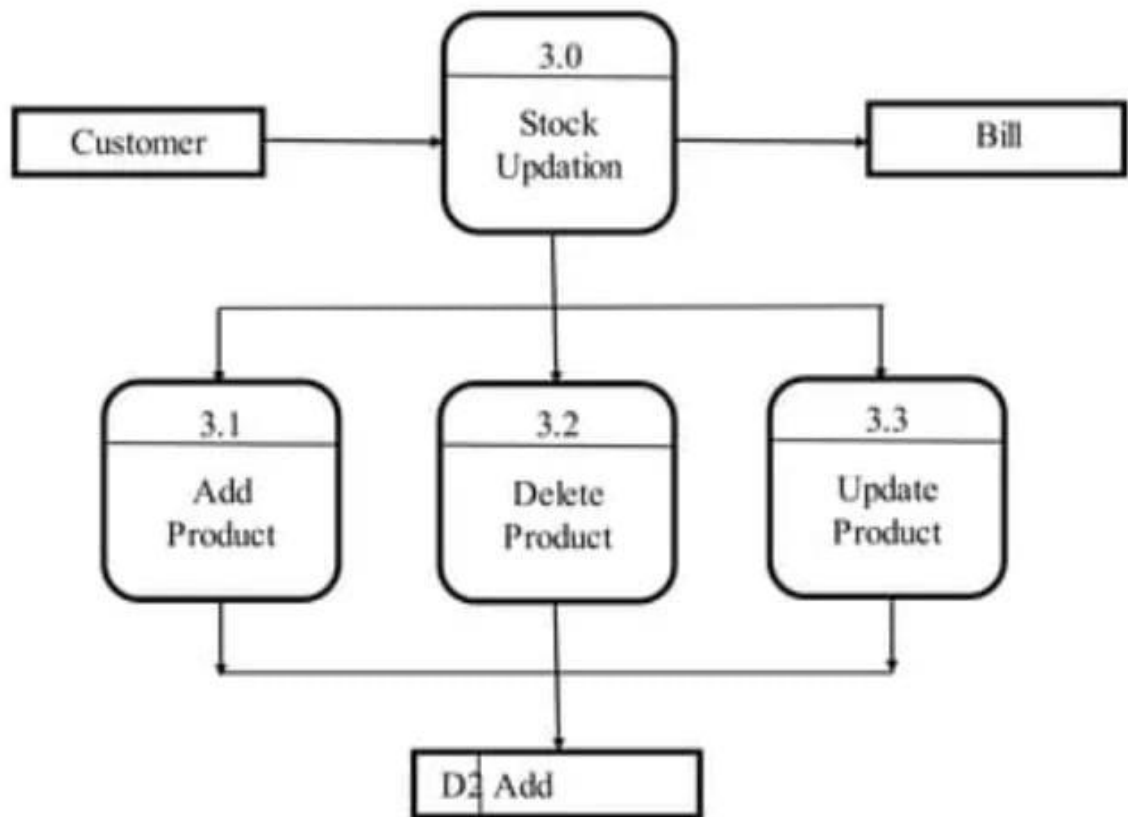 3.0
Customer
Stock
Updation
Bill
3.1
Add
Product
3.2
Delete
Product
3.3
Update
Product
D2 Add